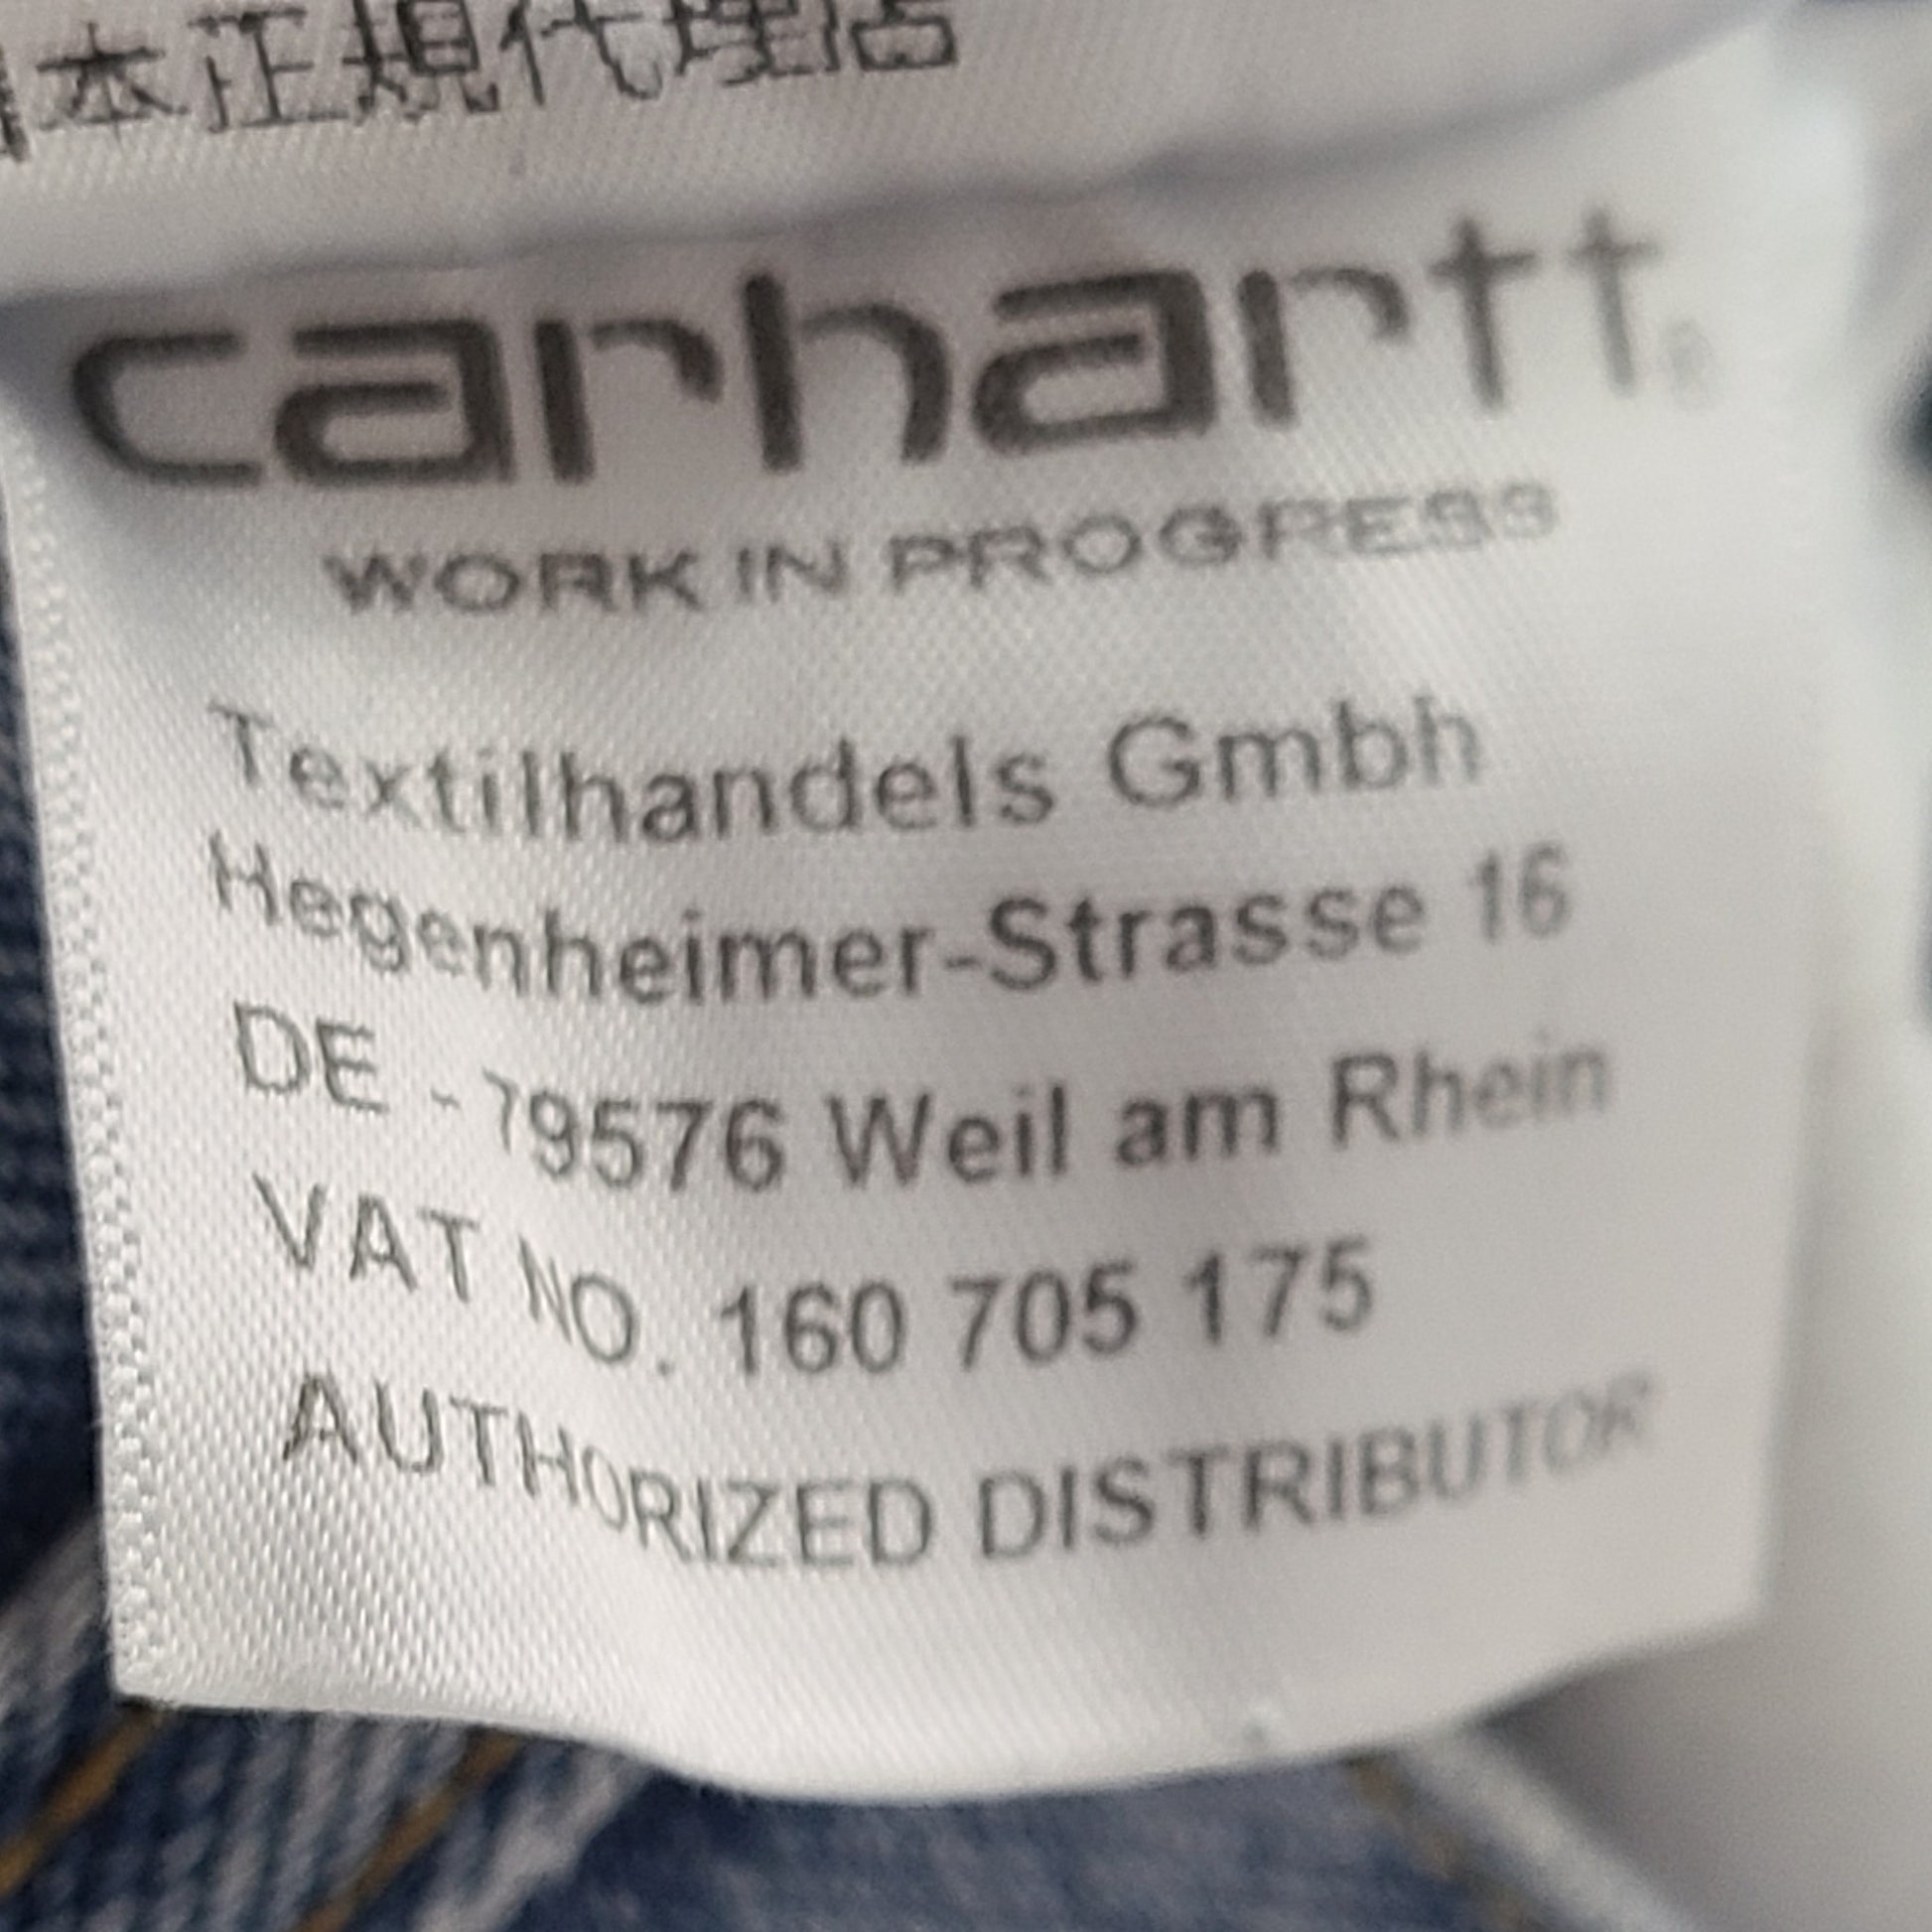 本正規代理店
carhartt®
WORK IN PROGRESS
Textilhandels Gmbh
Hegenheimer-Strasse 16
DE - 79576 Weil am Rhein
VAT NO. 160 705 175
AUTHORIZED DISTRIBUTOR